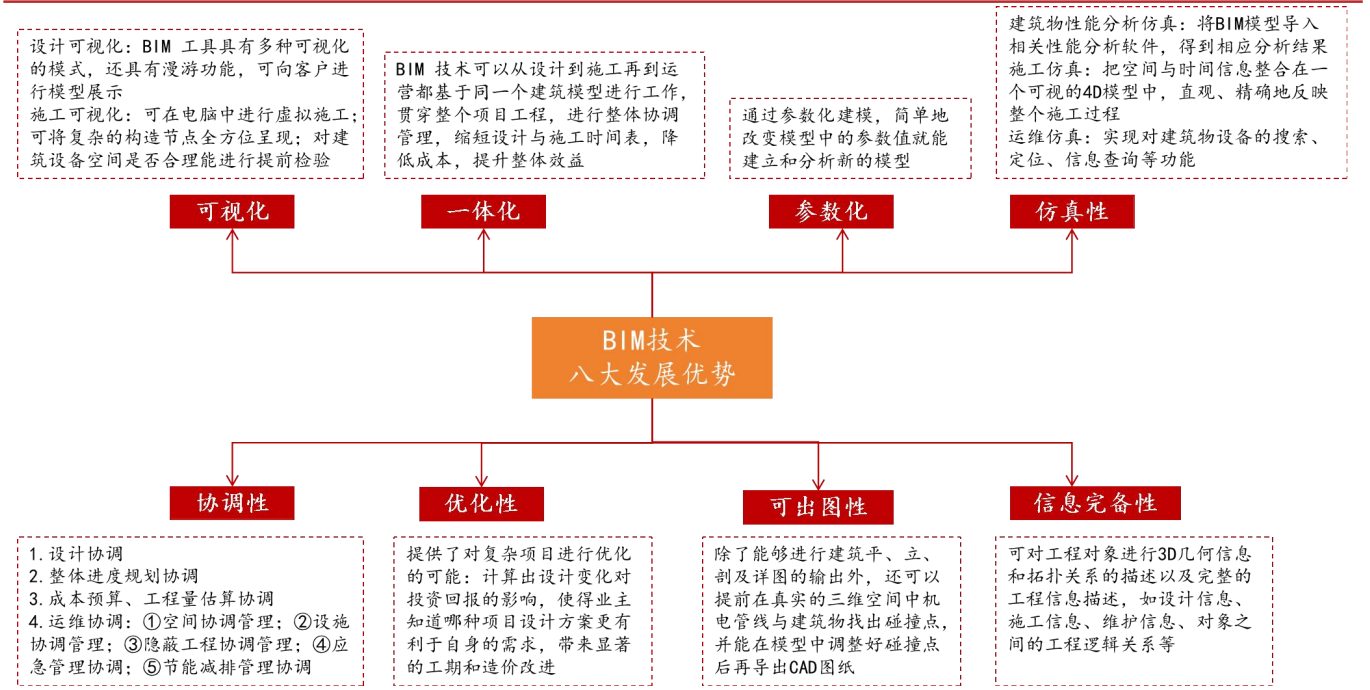 设计可视化：BIM 工具具有多种可视化
的模式，还具有漫游功能，可向客户进
行模型展示
施工可视化：可在电脑中进行虚拟施工；
可将复杂的构造节点全方位呈现；对建
筑设备空间是否合理能进行提前检验
可视化
BIM 技术可以从设计到施工再到运
营都基于同一个建筑模型进行工作，
贯穿整个项目工程，进行整体协调
管理，缩短设计与施工时间表，降
低成本，提升整体效益
一体化
通过参数化建模，简单地
改变模型中的参数值就能
建立和分析新的模型
参数化
建筑物性能分析仿真：将BIM模型导入
相关性能分析软件，得到相应分析结果
施工仿真：把空间与时间信息整合在一
个可视的4D模型中，直观、精确地反映
整个施工过程
运维仿真：实现对建筑物设备的搜索、
定位、信息查询等功能
仿真性
BIM技术
八大发展优势
协调性
1.设计协调
2.整体进度规划协调
3.成本预算、工程量估算协调
4.运维协调：①空间协调管理；②设施
协调管理；③隐蔽工程协调管理；④应
急管理协调；⑤节能减排管理协调
优化性
提供了对复杂项目进行优化
的可能：计算出设计变化对
投资回报的影响，使得业主
知道哪种项目设计方案更有
利于自身的需求，带来显著
的工期和造价改进
可出图性
除了能够进行建筑平、立、
剖及详图的输出外，还可以
提前在真实的三维空间中机
电管线与建筑物找出碰撞点，
并能在模型中调整好碰撞点
后再导出CAD图纸
信息完备性
可对工程对象进行3D几何信息
和拓扑关系的描述以及完整的
工程信息描述，如设计信息、
施工信息、维护信息、对象之
间的工程逻辑关系等